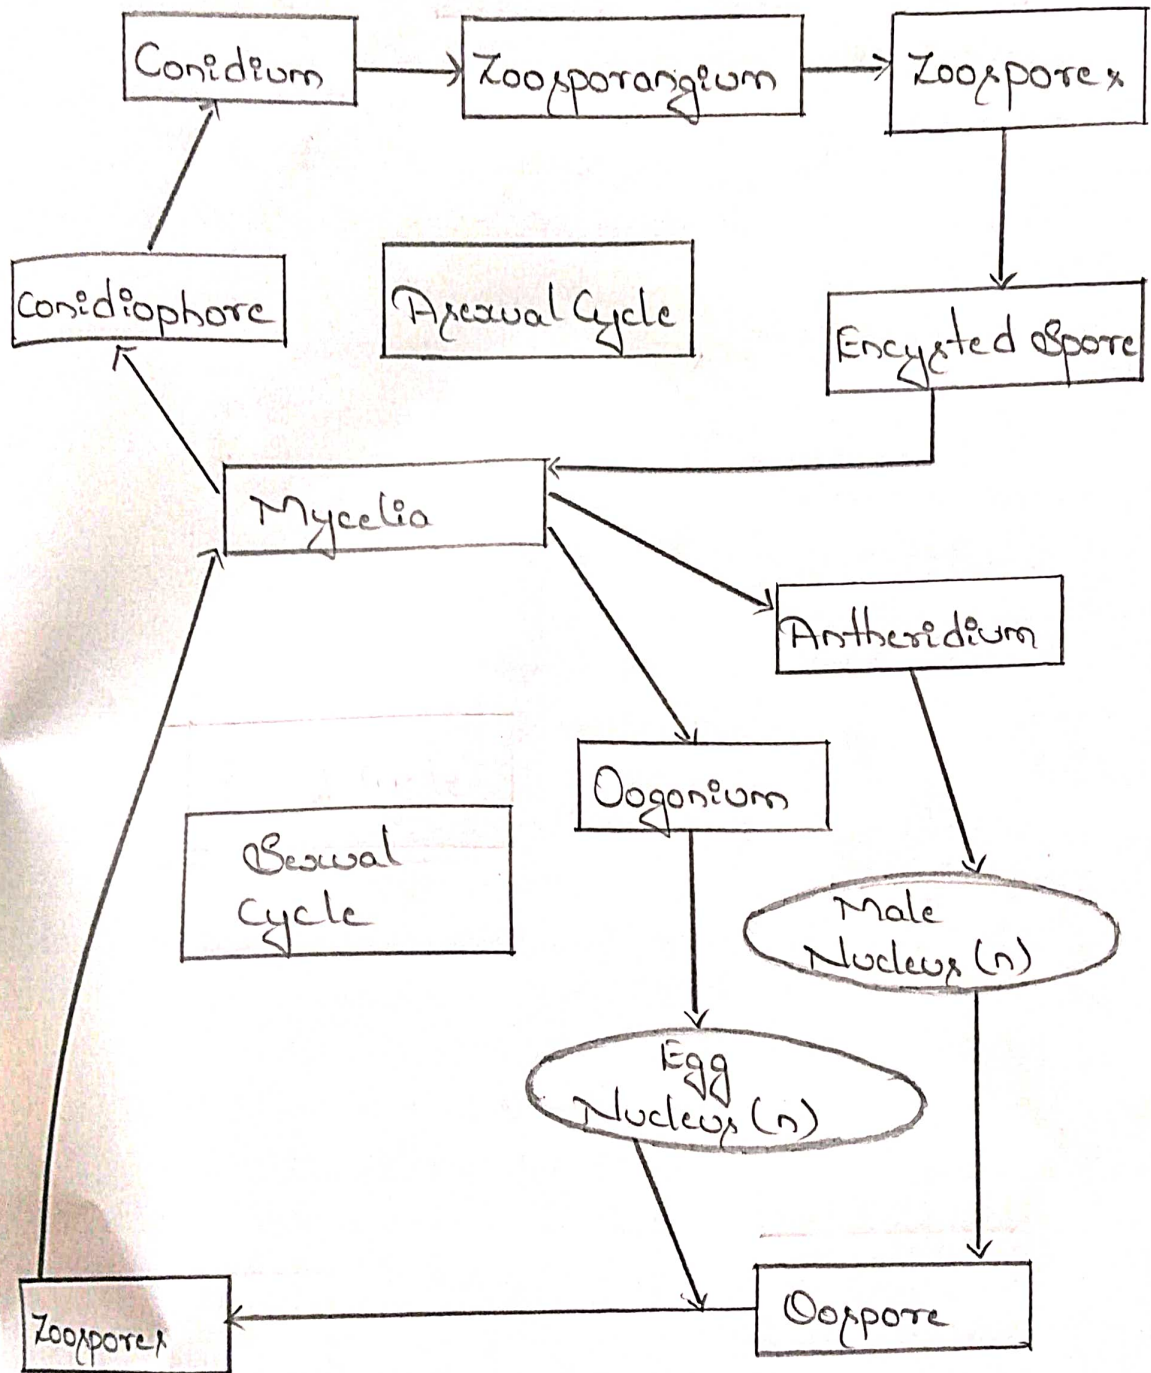 Conidium
Zoosporangium
Zoospores
Conidiophore
Asexual Cycle
Encysted Spore
Mycelia
Antheridium
Oogonium
Sexual
Cycle
Male
Nucleus (n)
Egg
Nucleus (n)
Oospore
Zoospores